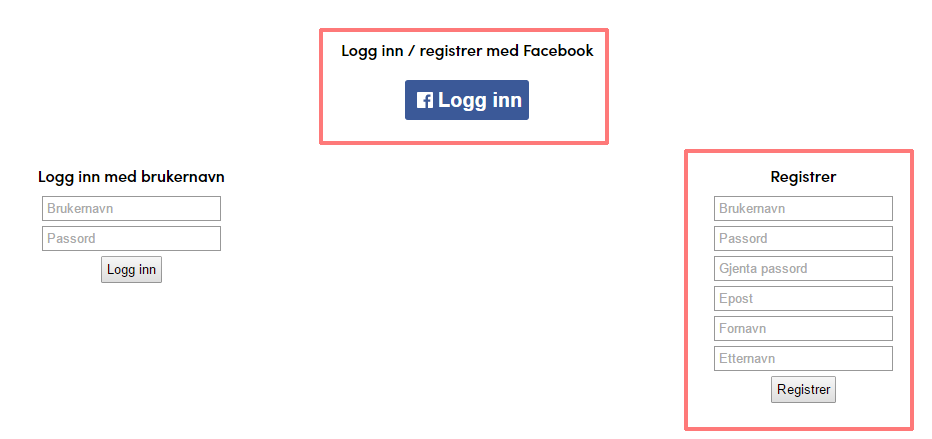 Logg inn / registrer med Facebook
Logg inn
Logg inn med brukernavn
Brukernavn
Passord
Logg inn
Registrer
Brukernavn
Passord
Gjenta passord
Epost
Fornavn
Etternavn
Registrer